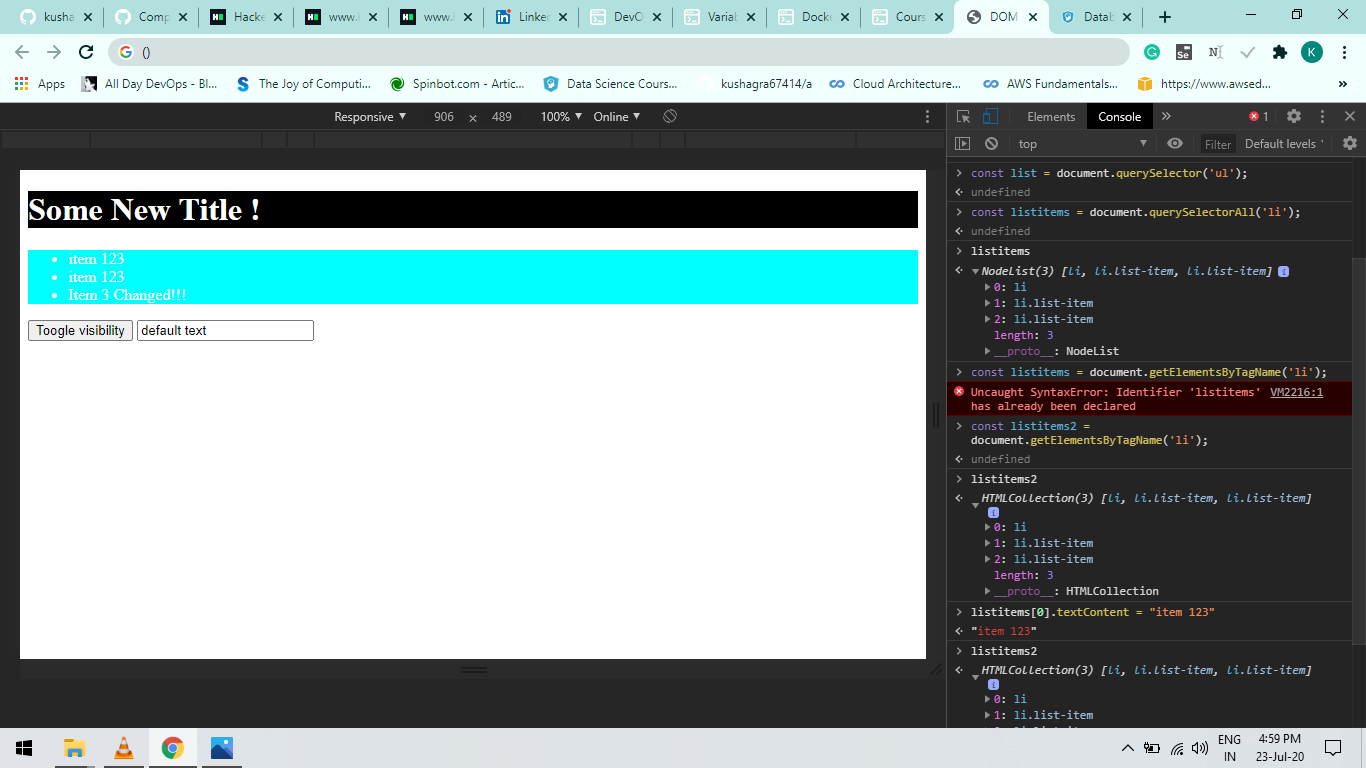 kusha
Comp
Hacke
www.
www.
Linked
DevO
Variab
Docke
Cours
DOM
Datab
()
K
Apps
All Day DevOps - Bl...
The Joy of Computi...
Spinbot.com - Artic...
Data Science Cours...
kushagra67414/a
Cloud Architecture...
AWS Fundamentals...
https://www.awsed...
»
Responsive ▼ 906 × 489 100% ▼ Online ▼
Elements Console » 1
top ▼ Filter Default levels
Some New Title !
• item 123
• item 123
• Item 3 Changed!!!
Toogle visibility default text
const list = document.querySelector('ul');
undefined
const listitems = document.querySelectorAll('li');
undefined
listitems
NodeList(3) [li, li.list-item, li.list-item] i
0: li
1: li.list-item
2: li.list-item
length: 3
__proto__: NodeList
const listitems = document.getElementsByTagName('li');
Uncaught SyntaxError: Identifier 'listitems' VM2216:1
has already been declared
const listitems2 =
document.getElementsByTagName('li');
undefined
listitems2
HTMLCollection(3) [li, li.list-item, li.list-item]
i
0: li
1: li.list-item
2: li.list-item
length: 3
__proto__: HTMLCollection
listitems[0].textContent = "item 123"
"item 123"
listitems2
HTMLCollection(3) [li, li.list-item, li.list-item]
i
0: li
1: li.list-item
ENG
IN
4:59 PM
23-Jul-20